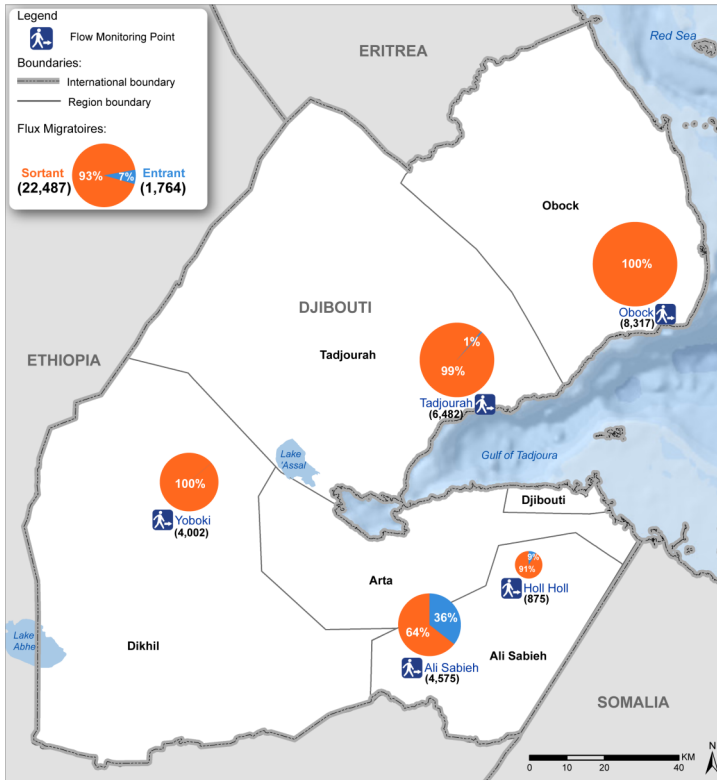 Legend
Flow Monitoring Point
Boundaries:
International boundary
Region boundary
Flux Migratoires:
Sortant
(22,487)
93%
7%
Entrant
(1,764)
ERITREA
Red Sea
Obock
100%
Obock
(8,317)
DJIBOUTI
Tadjourah
1%
99%
Tadjourah
(6,482)
ETHIOPIA
Lake
'Assal
Gulf of Tadjoura
100%
Yoboki
(4,002)
Djibouti
Arta
9%
91%
Holl Holl
(875)
36%
64%
Ali Sabieh
(4,575)
Ali Sabieh
Lake
Abhe
Dikhil
SOMALIA
KM
0 10 20 40
N